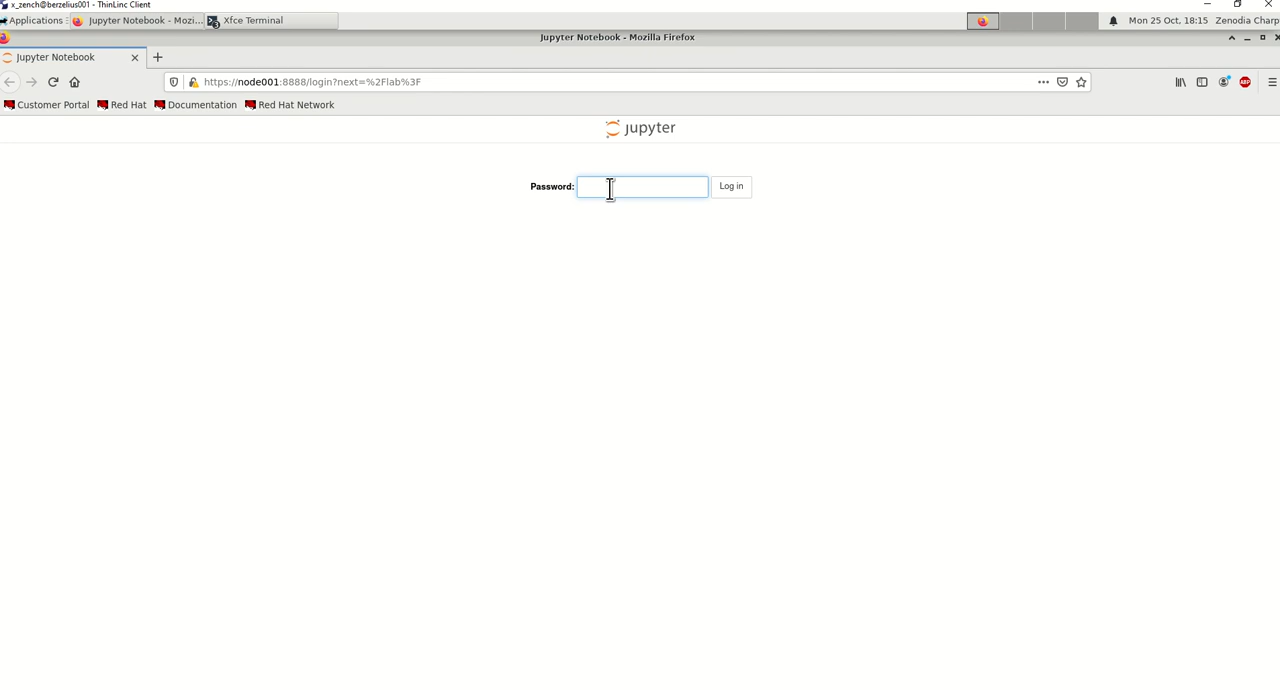 x_zench@berzelius001 - ThinLinc Client
Applications
Jupyter Notebook - Mozi...
Xfce Terminal
Mon 25 Oct, 18:15
Zenodia Charp
Jupyter Notebook - Mozilla Firefox
Jupyter Notebook
https://node001:8888/login?next=%2Flab%3F
ABP
Customer Portal
Red Hat
Documentation
Red Hat Network
jupyter
Password:
Log in